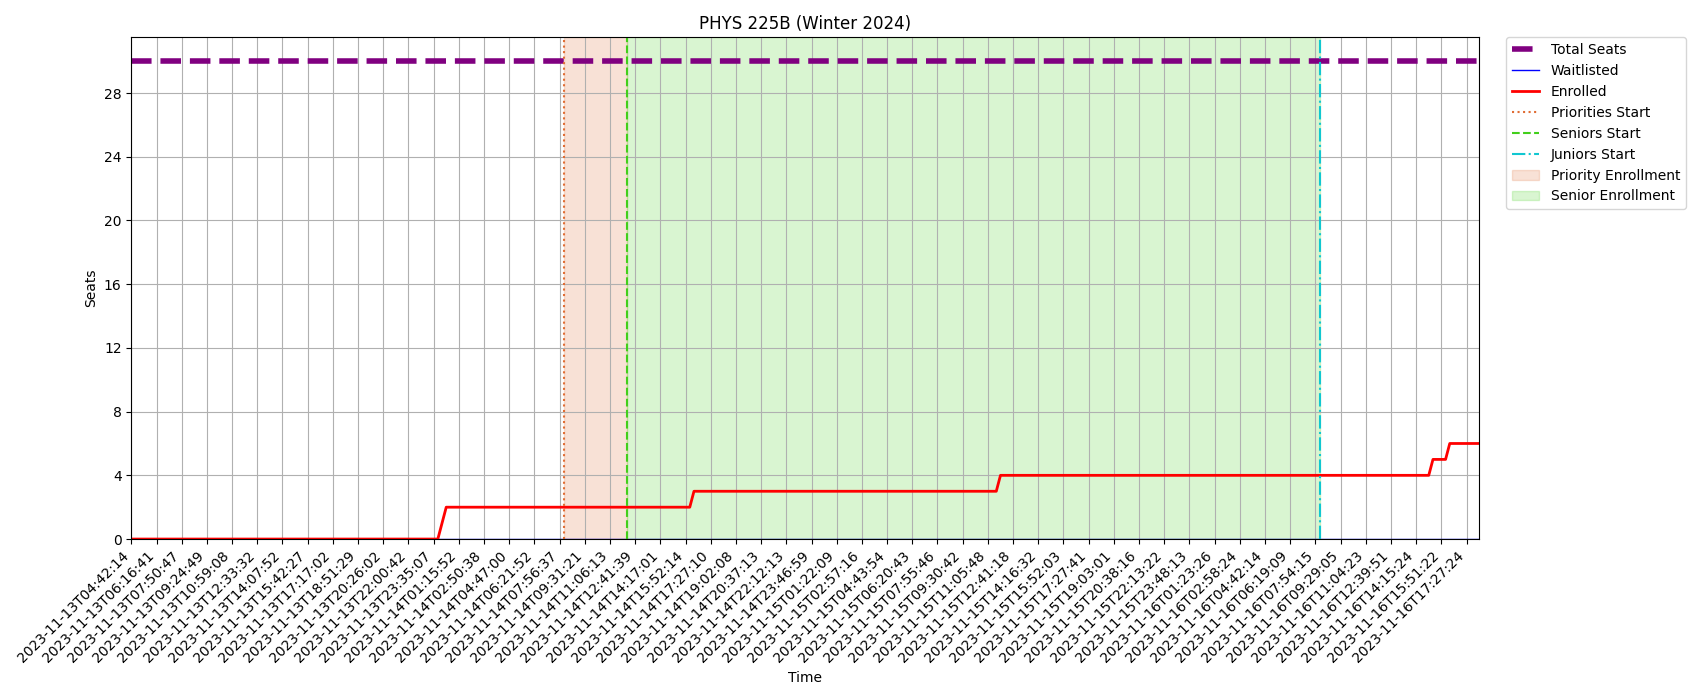 PHYS 225B (Winter 2024)
Total Seats
Waitlisted
Enrolled
Priorities Start
Seniors Start
Juniors Start
Priority Enrollment
Senior Enrollment
Seats
28
24
20
16
12
8
4
0
2023-11-13T04:42:14
2023-11-13T06:16:41
2023-11-13T07:50:47
2023-11-13T09:24:49
2023-11-13T10:59:08
2023-11-13T12:33:32
2023-11-13T14:07:52
2023-11-13T15:42:27
2023-11-13T17:17:02
2023-11-13T18:51:29
2023-11-13T20:26:02
2023-11-13T22:00:42
2023-11-13T23:35:07
2023-11-14T01:15:52
2023-11-14T02:50:38
2023-11-14T04:47:00
2023-11-14T06:21:52
2023-11-14T07:56:37
2023-11-14T09:31:21
2023-11-14T11:06:13
2023-11-14T12:41:39
2023-11-14T14:17:01
2023-11-14T15:52:14
2023-11-14T17:27:10
2023-11-14T19:02:08
2023-11-14T20:37:13
2023-11-14T22:12:13
2023-11-14T23:46:59
2023-11-15T01:22:09
2023-11-15T02:57:16
2023-11-15T04:43:54
2023-11-15T06:20:43
2023-11-15T07:55:46
2023-11-15T09:30:42
2023-11-15T11:05:48
2023-11-15T12:41:18
2023-11-15T14:16:32
2023-11-15T15:52:03
2023-11-15T17:27:41
2023-11-15T19:03:01
2023-11-15T20:38:16
2023-11-15T22:13:22
2023-11-15T23:48:13
2023-11-16T01:23:26
2023-11-16T02:58:24
2023-11-16T04:42:14
2023-11-16T06:19:09
2023-11-16T07:54:15
2023-11-16T09:29:05
2023-11-16T11:04:23
2023-11-16T12:39:51
2023-11-16T14:15:24
2023-11-16T15:51:22
2023-11-16T17:27:24
Time